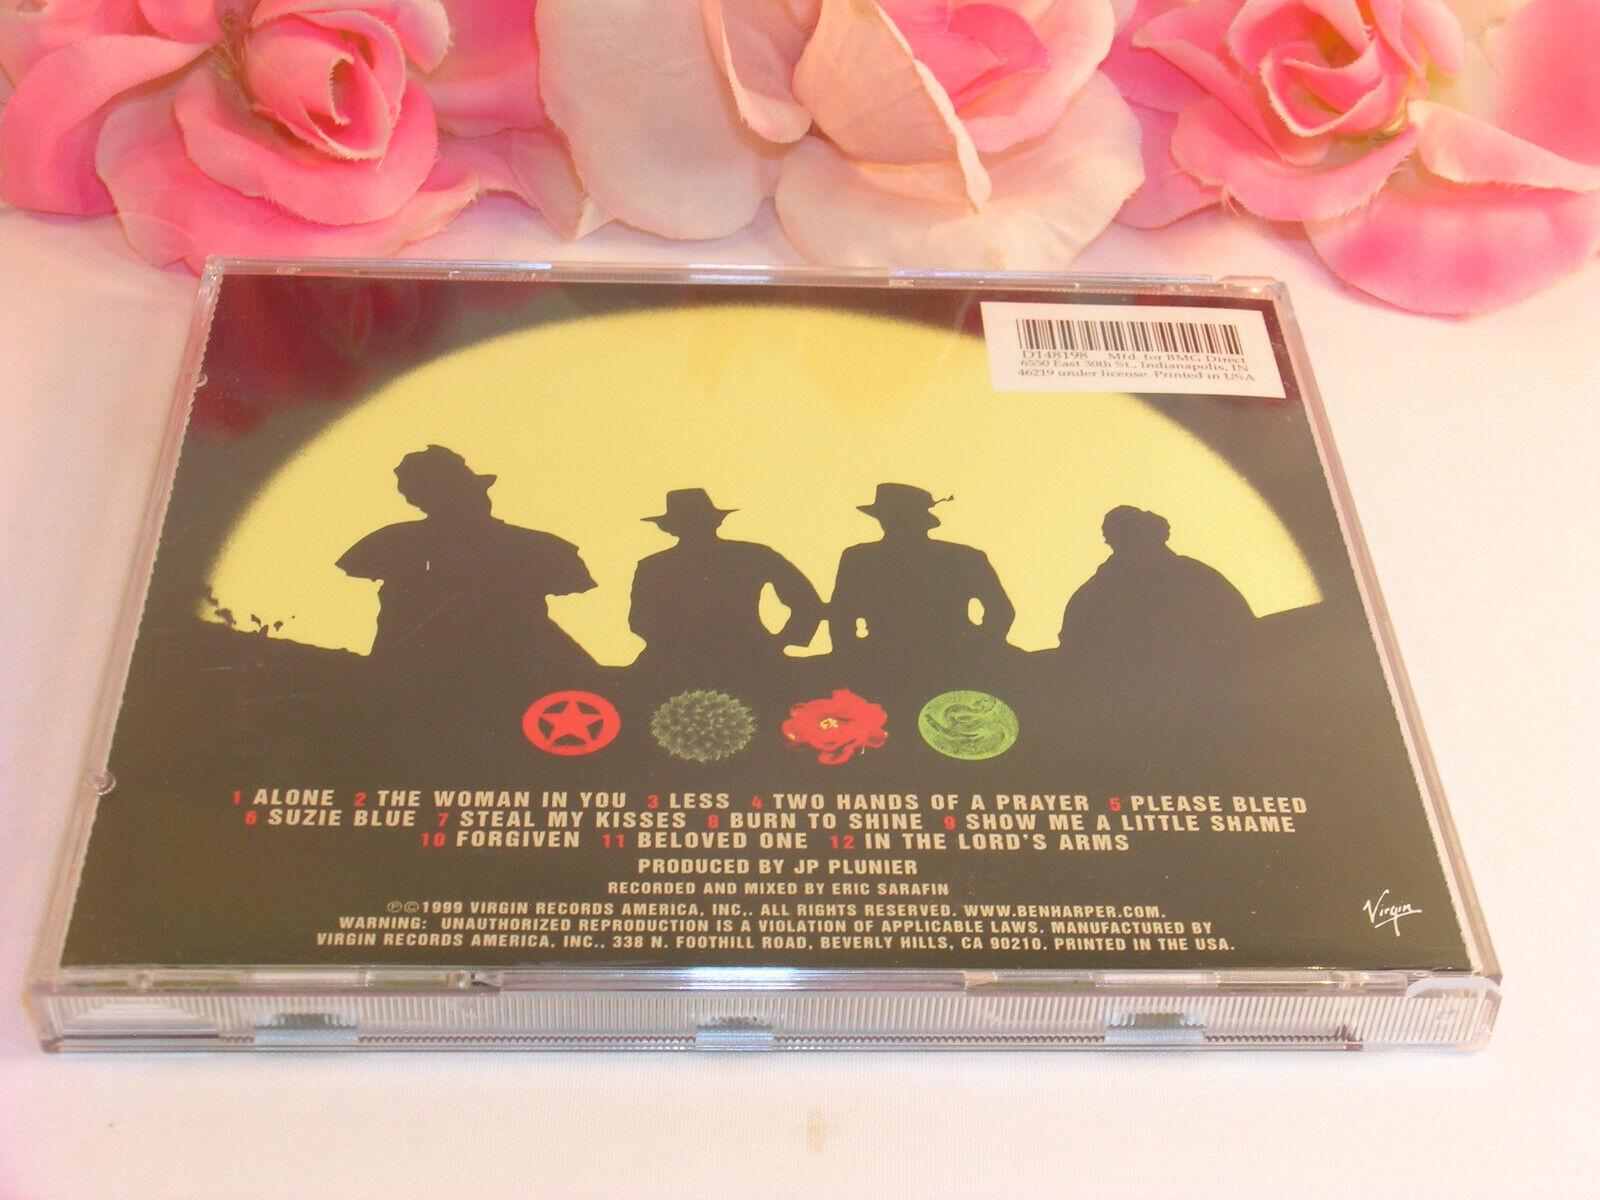 D148198 Mfd. for BMG Direct
6550 East 30th St., Indianapolis, IN
46219 under license. Printed in USA
1 ALONE 2 THE WOMAN IN YOU 3 LESS 4 TWO HANDS OF A PRAYER 5 PLEASE BLEED
6 SUZIE BLUE 7 STEAL MY KISSES 8 BURN TO SHINE 9 SHOW ME A LITTLE SHAME
10 FORGIVEN 11 BELOVED ONE 12 IN THE LORD'S ARMS
PRODUCED BY JP PLUNIER
RECORDED AND MIXED BY ERIC SARAFIN
℗©1999 VIRGIN RECORDS AMERICA, INC,. ALL RIGHTS RESERVED. WWW.BENHARPER.COM.
WARNING: UNAUTHORIZED REPRODUCTION IS A VIOLATION OF APPLICABLE LAWS. MANUFACTURED BY
VIRGIN RECORDS AMERICA, INC., 338 N. FOOTHILL ROAD, BEVERLY HILLS, CA 90210. PRINTED IN THE USA.
Virgin